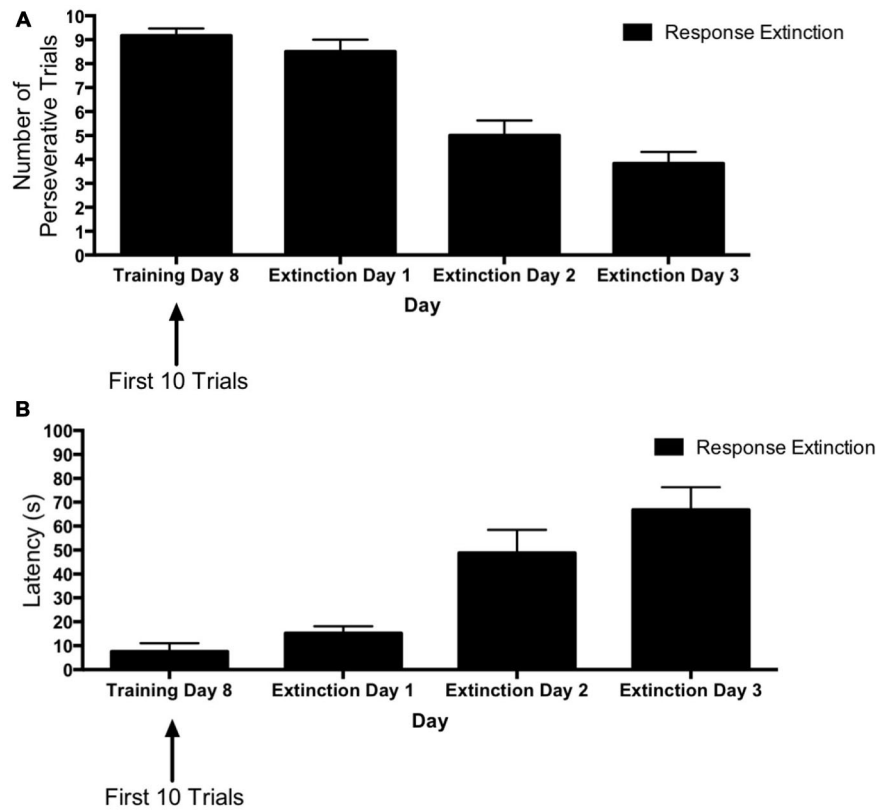 A
10
9
8
7
6
5
4
3
2
1
0
Number of
Perseverative Trials
Response Extinction
Training Day 8 Extinction Day 1 Extinction Day 2 Extinction Day 3
Day
First 10 Trials
B
100
90
80
70
60
50
40
30
20
10
0
Latency (s)
Response Extinction
Training Day 8 Extinction Day 1 Extinction Day 2 Extinction Day 3
Day
First 10 Trials